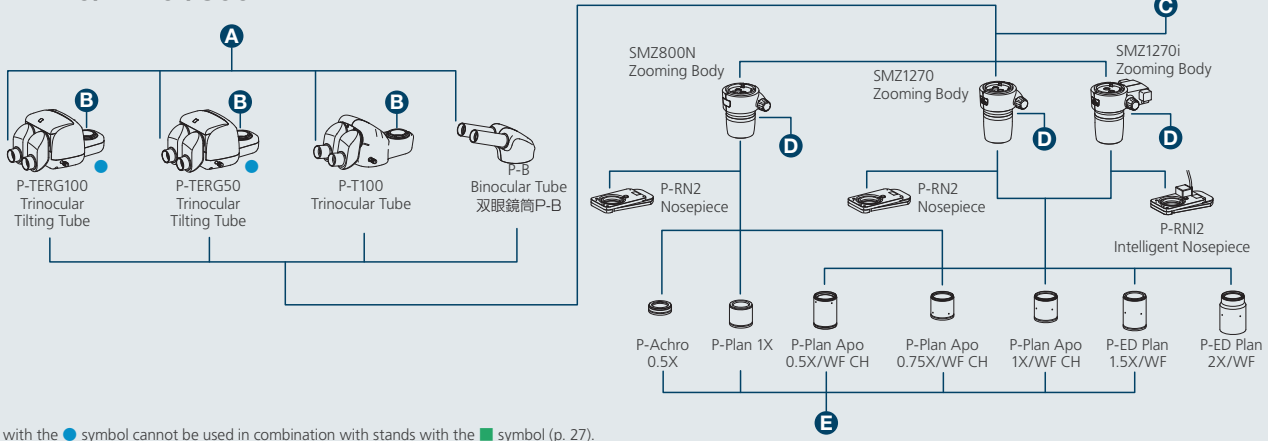 A
C
SMZ800N
Zooming Body
SMZ1270
Zooming Body
SMZ1270i
Zooming Body
B
B
B
D
D
D
P-TERG100
Trinocular
Tilting Tube
P-TERG50
Trinocular
Tilting Tube
P-T100
Trinocular Tube
P-B
Binocular Tube
双眼鏡筒P-B
P-RN2
Nosepiece
P-RN2
Nosepiece
P-RNI2
Intelligent Nosepiece
P-Achro
0.5X
P-Plan 1X
P-Plan Apo
0.5X/WF CH
P-Plan Apo
0.75X/WF CH
P-Plan Apo
1X/WF CH
P-ED Plan
1.5X/WF
P-ED Plan
2X/WF
E
with the ● symbol cannot be used in combination with stands with the ■ symbol (p. 27).